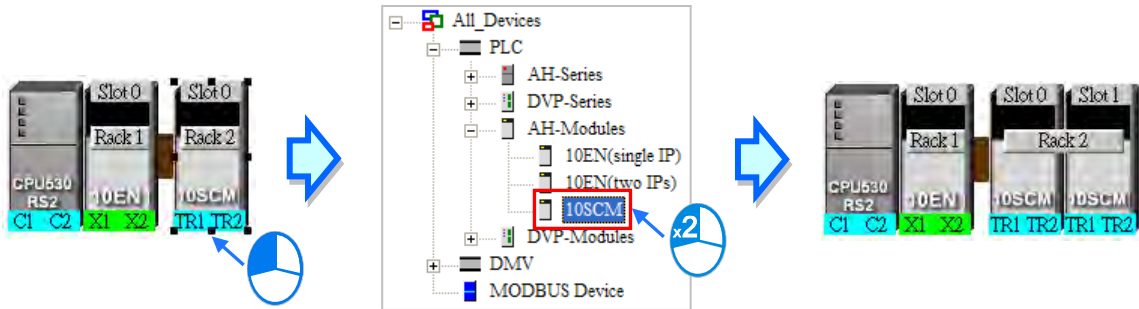 Slot 0 Slot 0
Rack 1 Rack 2
CPU530
RS2 10EN 10SCM
C1 C2 X1 X2 TR1 TR2
All_Devices
PLC
AH-Series
DVP-Series
AH-Modules
10EN(single IP)
10EN(two IPs)
10SCM
DVP-Modules
DMV
MODBUS Device
x2
Slot 0 Slot 0 Slot 1
Rack 1 Rack 2
CPU530
RS2 10EN 10SCM 10SCM
C1 C2 X1 X2 TR1 TR2 TR1 TR2